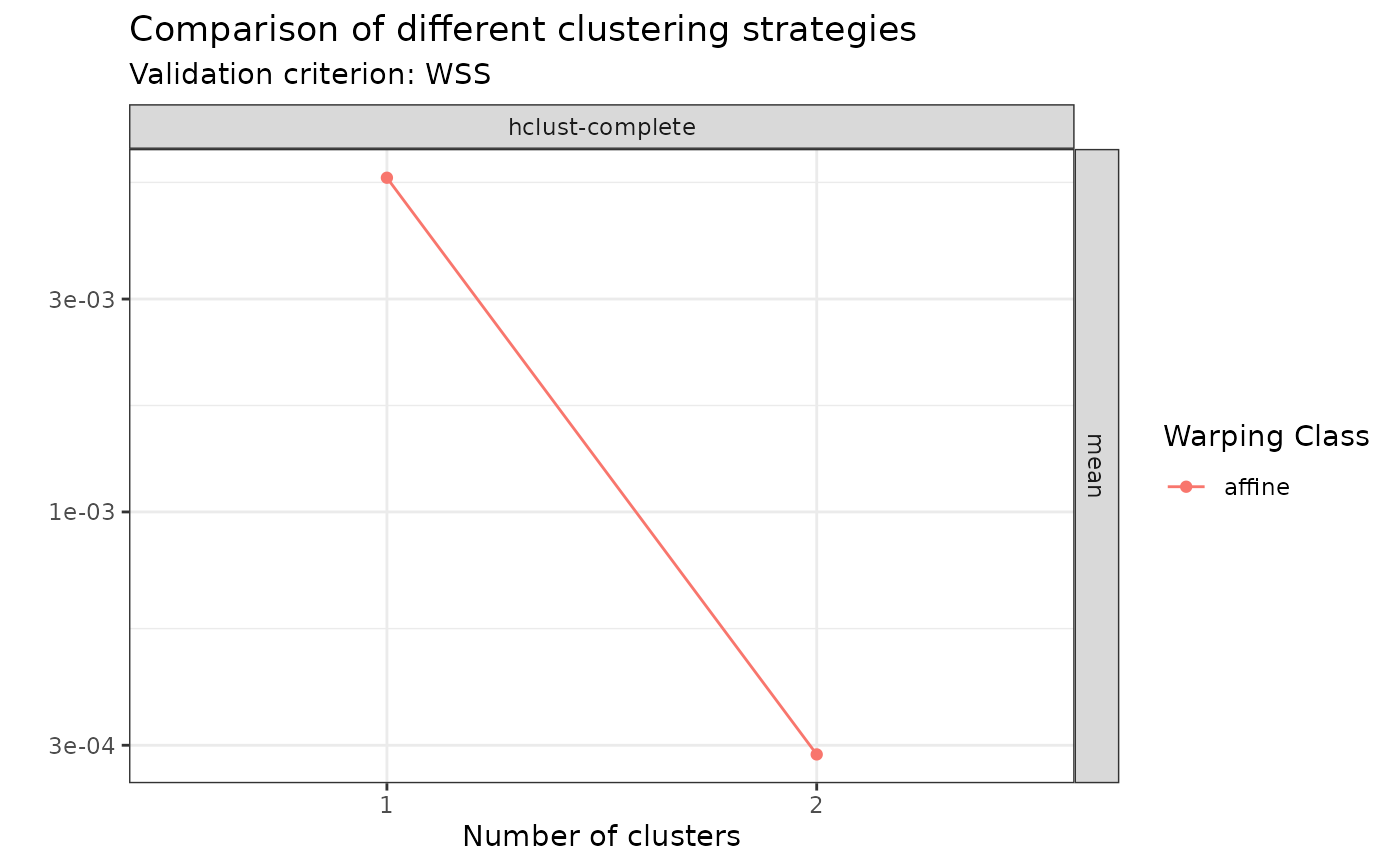 Comparison of different clustering strategies
Validation criterion: WSS
hclust-complete
3e-03
1e-03
3e-04
mean
1
2
Number of clusters
Warping Class
affine